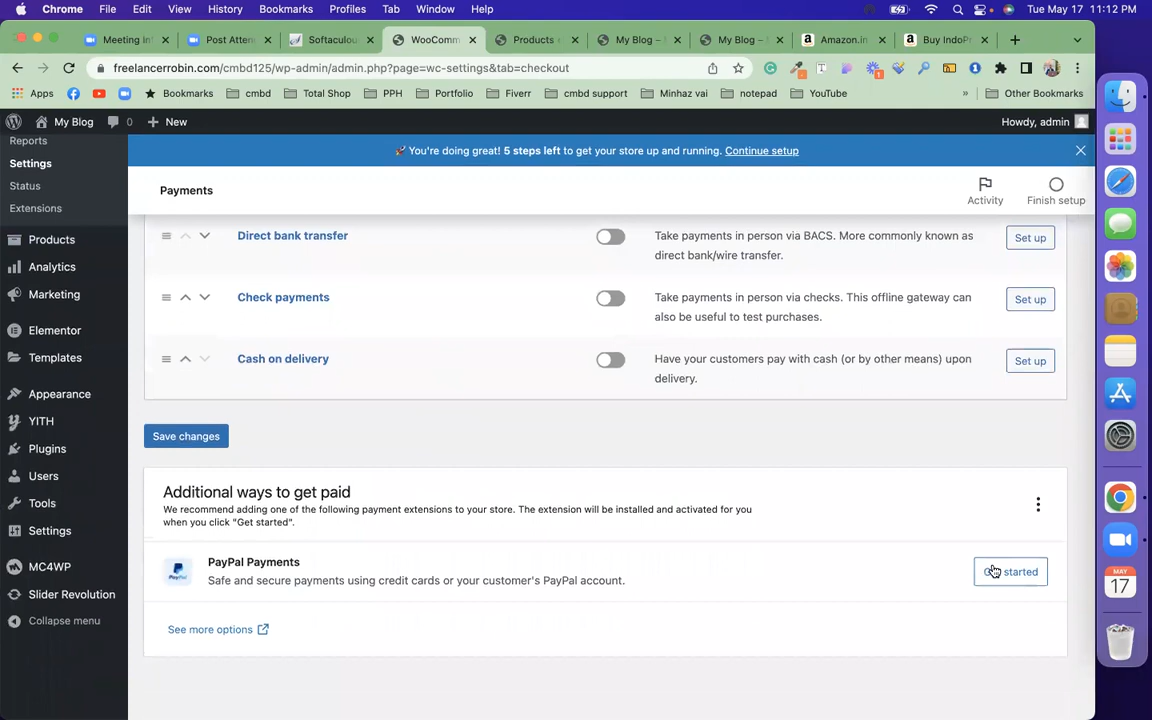 Chrome File Edit View History Bookmarks Profiles Tab Window Help Tue May 17 11:12 PM
Meeting In Post Atten Softaculou WooComm Products My Blog – My Blog – Amazon.in Buy IndoP
freelancerrobin.com/cmbd125/wp-admin/admin.php?page=wc-settings&tab=checkout
Apps Bookmarks cmbd Total Shop PPH Portfolio Fiverr cmbd support Minhaz vai notepad YouTube » Other Bookmarks
My Blog 0 New Howdy, admin
Reports
Settings
Status
Extensions
Products
Analytics
Marketing
Elementor
Templates
Appearance
YITH
Plugins
Users
Tools
Settings
MC4WP
Slider Revolution
Collapse menu
You're doing great! 5 steps left to get your store up and running. Continue setup
Payments
Activity
Finish setup
Direct bank transfer
Take payments in person via BACS. More commonly known as
direct bank/wire transfer.
Set up
Check payments
Take payments in person via checks. This offline gateway can
also be useful to test purchases.
Set up
Cash on delivery
Have your customers pay with cash (or by other means) upon
delivery.
Set up
Save changes
Additional ways to get paid
We recommend adding one of the following payment extensions to your store. The extension will be installed and activated for you
when you click "Get started".
PayPal
PayPal Payments
Safe and secure payments using credit cards or your customer's PayPal account.
started
See more options
MAY
17